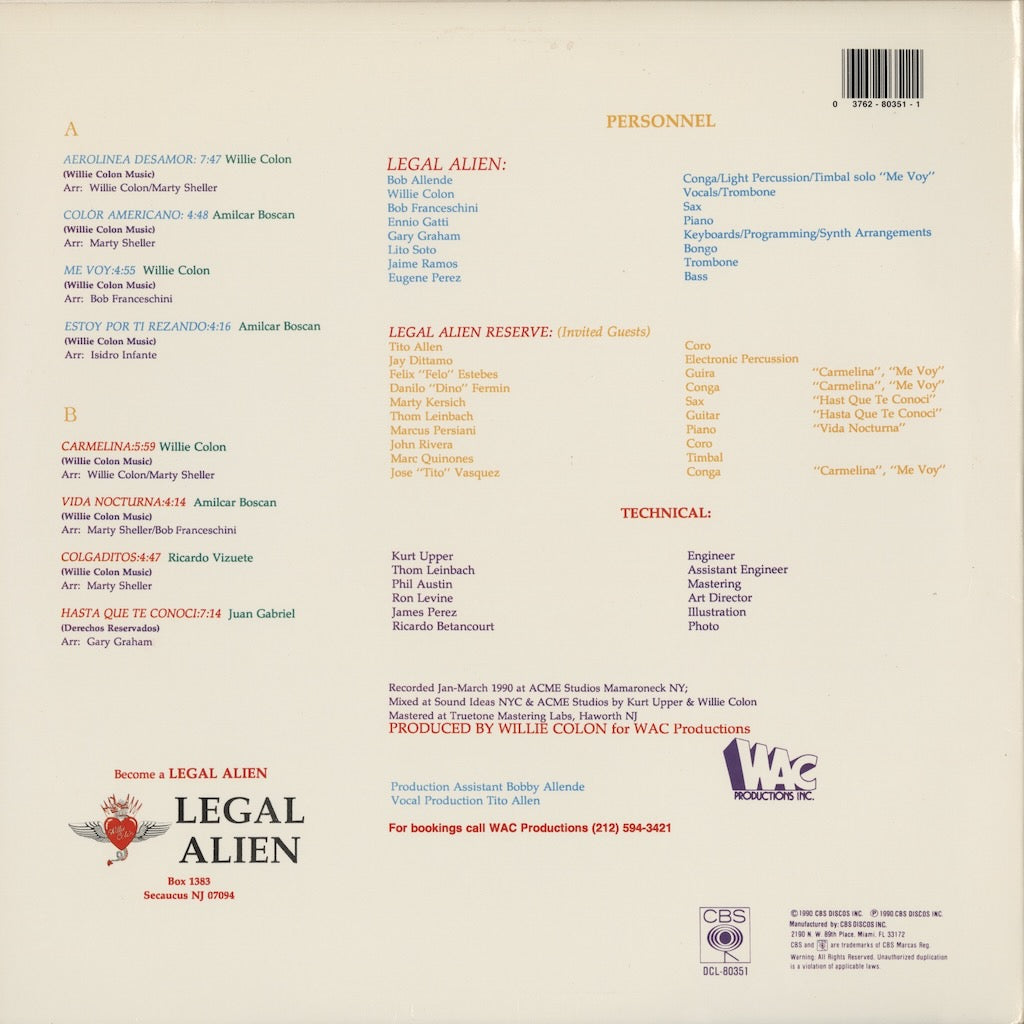 0 3762 - 80351 - 1
PERSONNEL
A
AEROLINEA DESAMOR: 7:47 Willie Colon
(Willie Colon Music)
Arr: Willie Colon/Marty Sheller
COLOR AMERICANO: 4:48 Amilcar Boscan
(Willie Colon Music)
Arr: Marty Sheller
ME VOY:4:55 Willie Colon
(Willie Colon Music)
Arr: Bob Franceschini
ESTOY POR TI REZANDO:4:16 Amilcar Boscan
(Willie Colon Music)
Arr: Isidro Infante
B
CARMELINA:5:59 Willie Colon
(Willie Colon Music)
Arr: Willie Colon/Marty Sheller
VIDA NOCTURNA:4:14 Amilcar Boscan
(Willie Colon Music)
Arr: Marty Sheller/Bob Franceschini
COLGADITOS:4:47 Ricardo Vizuete
(Willie Colon Music)
Arr: Marty Sheller
HASTA QUE TE CONOCI:7:14 Juan Gabriel
(Derechos Reservados)
Arr: Gary Graham
LEGAL ALIEN:
Bob Allende Conga/Light Percussion/Timbal solo "Me Voy"
Willie Colon Vocals/Trombone
Bob Franceschini Sax
Ennio Gatti Piano
Gary Graham Keyboards/Programming/Synth Arrangements
Lito Soto Bongo
Jaime Ramos Trombone
Eugene Perez Bass
LEGAL ALIEN RESERVE: (Invited Guests)
Tito Allen Coro
Jay Dittamo Electronic Percussion
Felix "Felo" Estebes Guira "Carmelina", "Me Voy"
Danilo "Dino" Fermin Conga "Carmelina", "Me Voy"
Marty Kersich Sax "Hast Que Te Conoci"
Thom Leinbach Guitar "Hasta Que Te Conoci"
Marcus Persiani Piano "Vida Nocturna"
John Rivera Coro
Marc Quinones Timbal
Jose "Tito" Vasquez Conga "Carmelina", "Me Voy"
TECHNICAL:
Kurt Upper Engineer
Thom Leinbach Assistant Engineer
Phil Austin Mastering
Ron Levine Art Director
James Perez Illustration
Ricardo Betancourt Photo
Recorded Jan-March 1990 at ACME Studios Mamaroneck NY;
Mixed at Sound Ideas NYC & ACME Studios by Kurt Upper & Willie Colon
Mastered at Truetone Mastering Labs, Haworth NJ
PRODUCED BY WILLIE COLON for WAC Productions
WAC
PRODUCTIONS INC.
Production Assistant Bobby Allende
Vocal Production Tito Allen
For bookings call WAC Productions (212) 594-3421
Become a LEGAL ALIEN
LEGAL
ALIEN
Box 1383
Secaucus NJ 07094
CBS
DCL-80351
© 1990 CBS DISCOS INC. ℗ 1990 CBS DISCOS INC.
Manufactured by: CBS DISCOS INC.
2190 N. W. 89th Place, Miami, FL 33172
CBS and are trademarks of CBS Marcas Reg.
Warning: All Rights Reserved. Unauthorized duplication
is a violation of applicable laws.